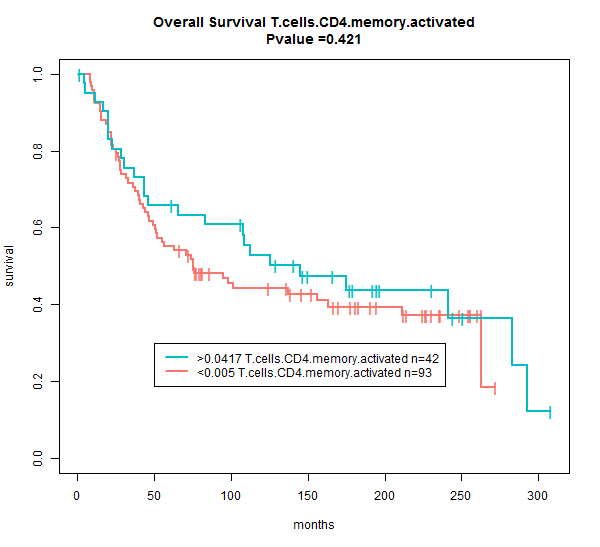 Overall Survival T.cells.CD4.memory.activated
Pvalue =0.421
survival
1.0
0.8
0.6
0.4
0.2
0.0
>0.0417 T.cells.CD4.memory.activated n=42
<0.005 T.cells.CD4.memory.activated n=93
0 50 100 150 200 250 300
months